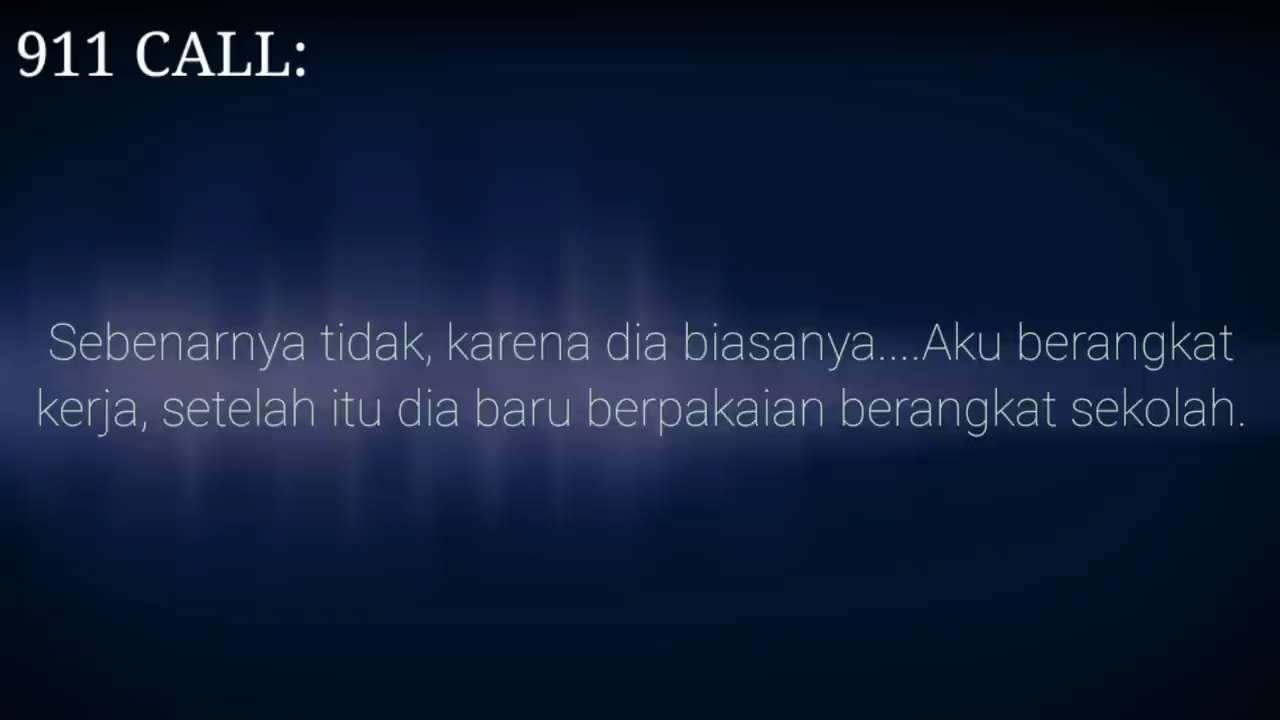 911 CALL:
Sebenarnya tidak, karena dia biasanya....Aku berangkat
kerja, setelah itu dia baru berpakaian berangkat sekolah.